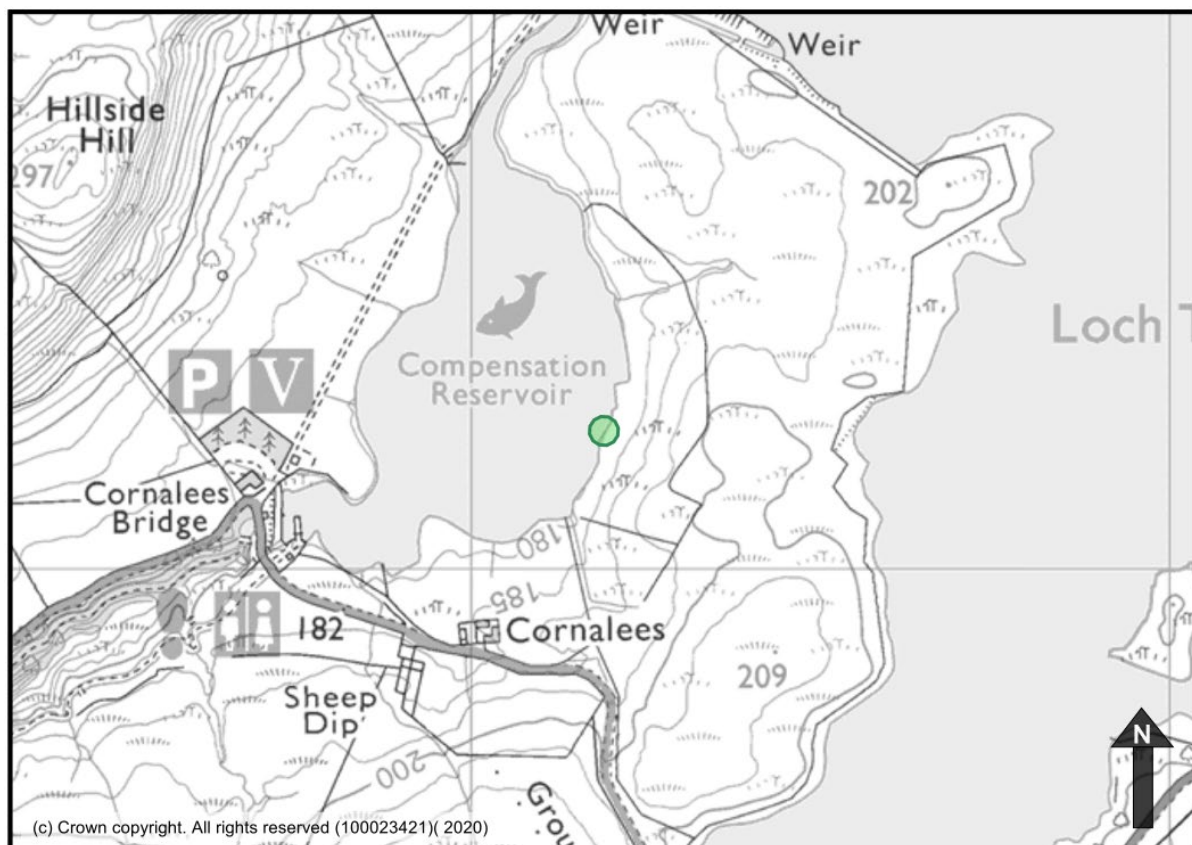 Weir
Weir
Hillside
Hill
297
202
Loch T
Compensation
Reservoir
P V
Cornalees
Bridge
180
185
182
Cornalees
209
Sheep
Dip
200
Grou
N
(c) Crown copyright. All rights reserved (100023421)( 2020)